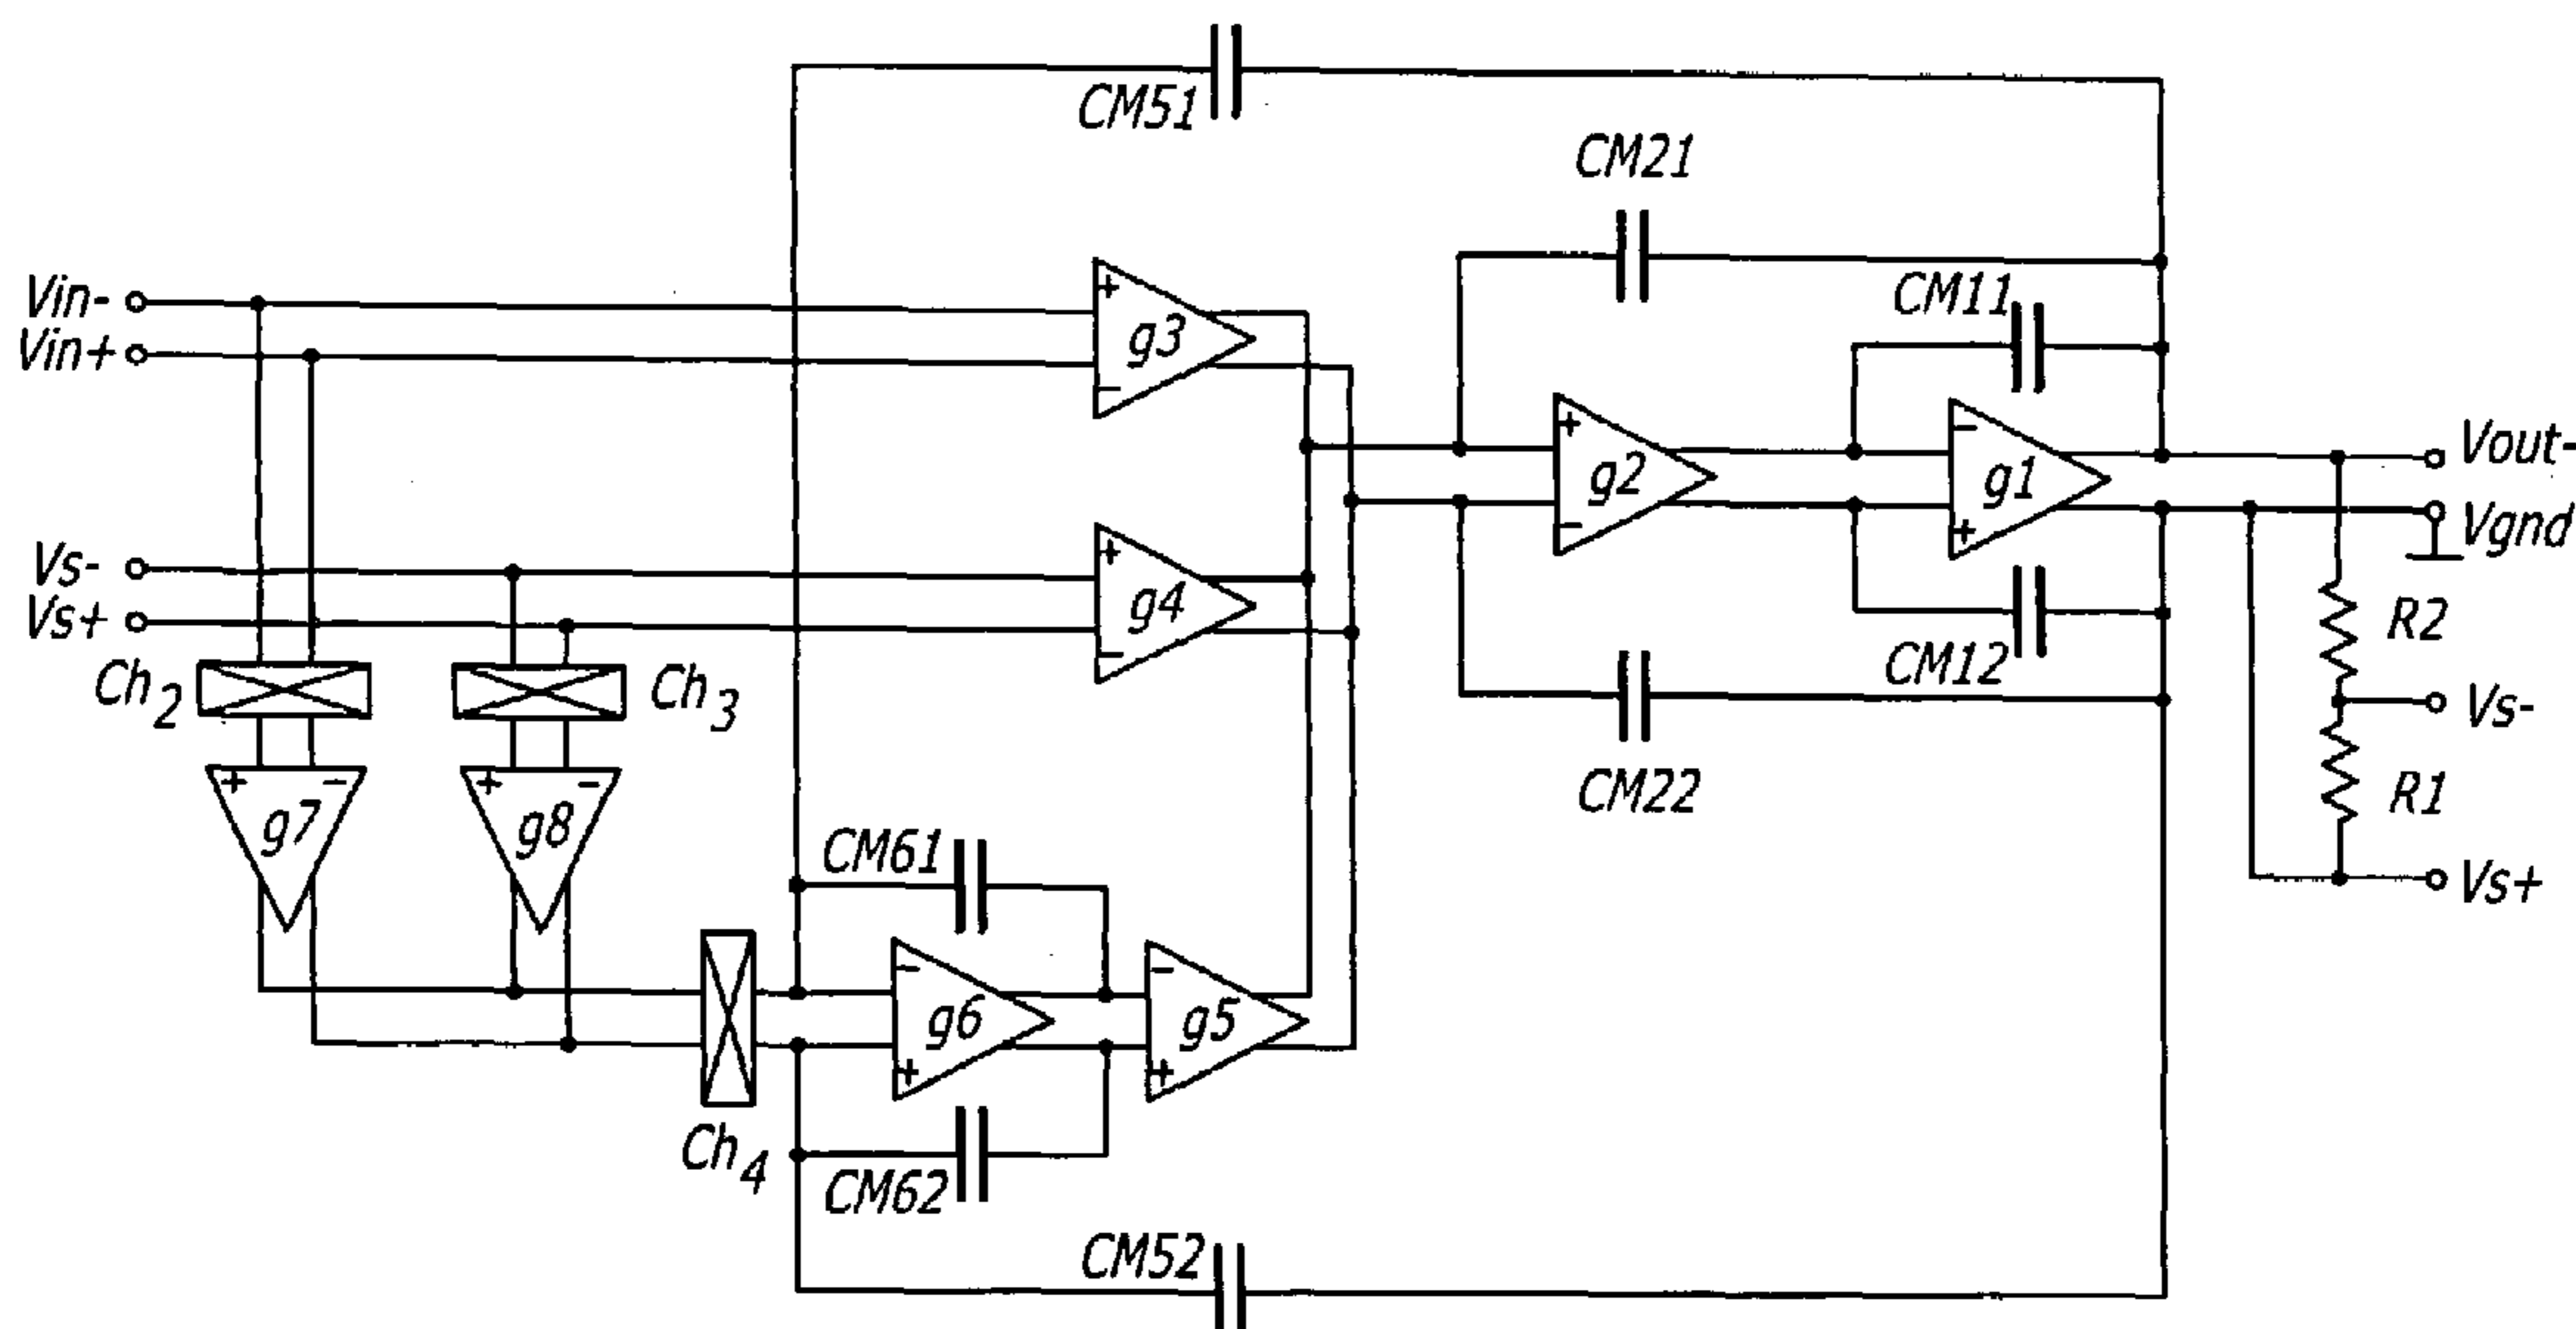 CM51
CM21
CM11
Vin-
Vin+
+
g3
-
+
g2
-
-
g1
+
Vout-
Vgnd
Vs-
Vs+
+
g4
-
CM12
R2
Ch2
Ch3
Vs-
CM22
R1
+ -
g7
+ -
g8
CM61
Vs+
-
g6
+
-
g5
+
Ch4
CM62
CM52